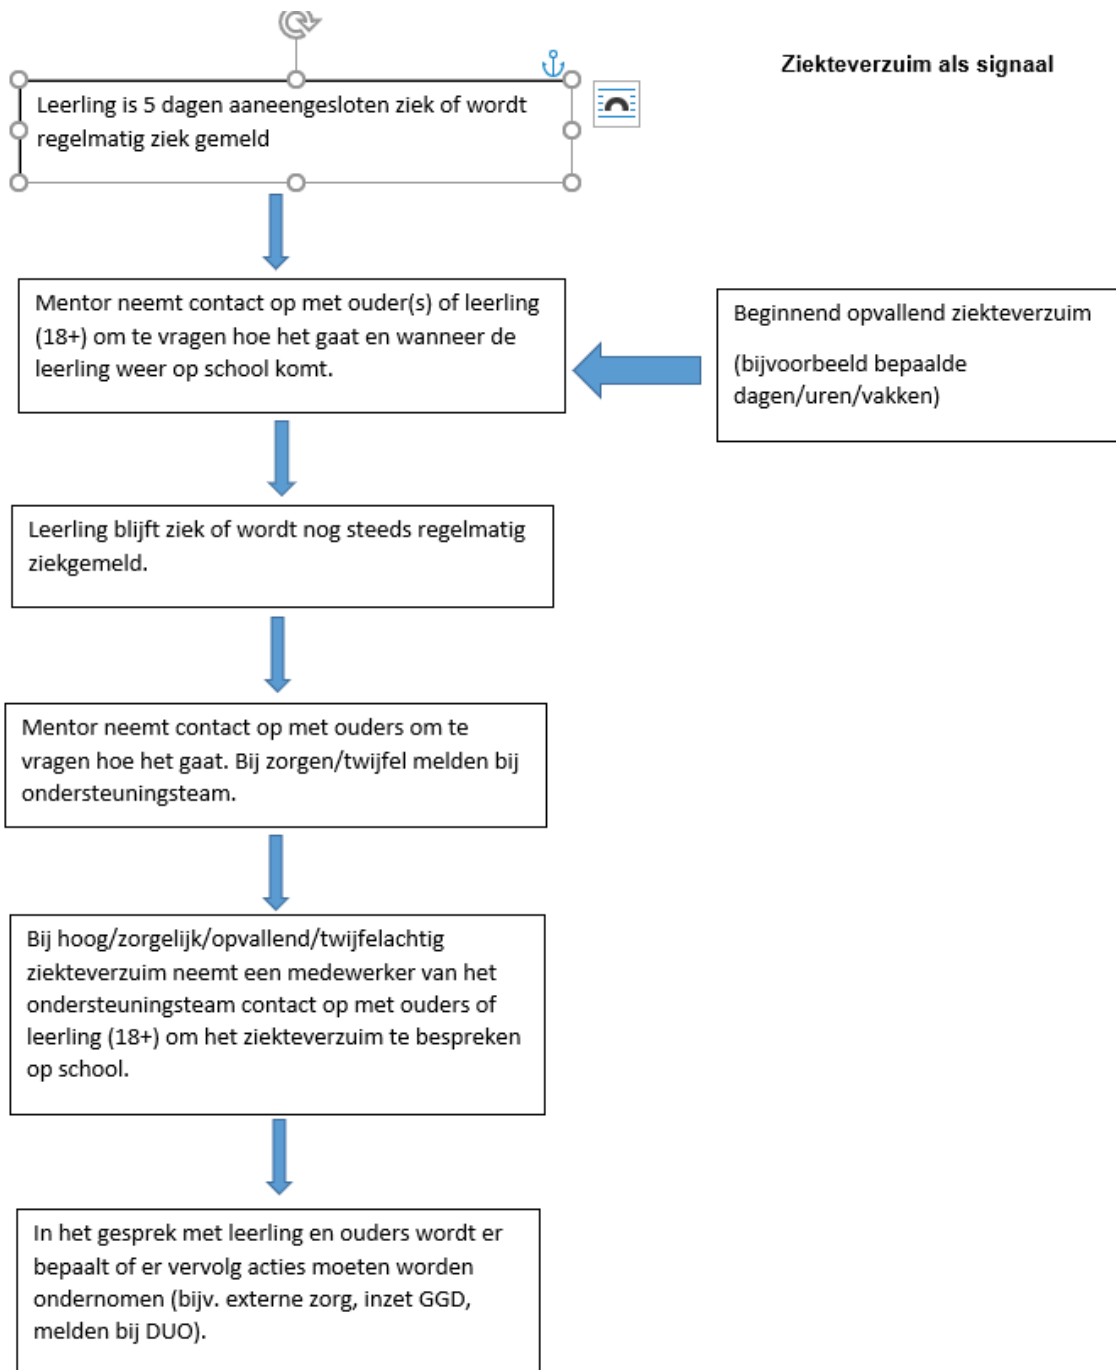 Ziekteverzuim als signaal
Leerling is 5 dagen aaneengesloten ziek of wordt
regelmatig ziek gemeld
Mentor neemt contact op met ouder(s) of leerling
(18+) om te vragen hoe het gaat en wanneer de
leerling weer op school komt.
Beginnend opvallend ziekteverzuim
(bijvoorbeeld bepaalde
dagen/uren/vakken)
Leerling blijft ziek of wordt nog steeds regelmatig
ziekgemeld.
Mentor neemt contact op met ouders om te
vragen hoe het gaat. Bij zorgen/twijfel melden bij
ondersteuningsteam.
Bij hoog/zorgelijk/opvallend/twijfelachtig
ziekteverzuim neemt een medewerker van het
ondersteuningsteam contact op met ouders of
leerling (18+) om het ziekteverzuim te bespreken
op school.
In het gesprek met leerling en ouders wordt er
bepaalt of er vervolg acties moeten worden
ondernomen (bijv. externe zorg, inzet GGD,
melden bij DUO).